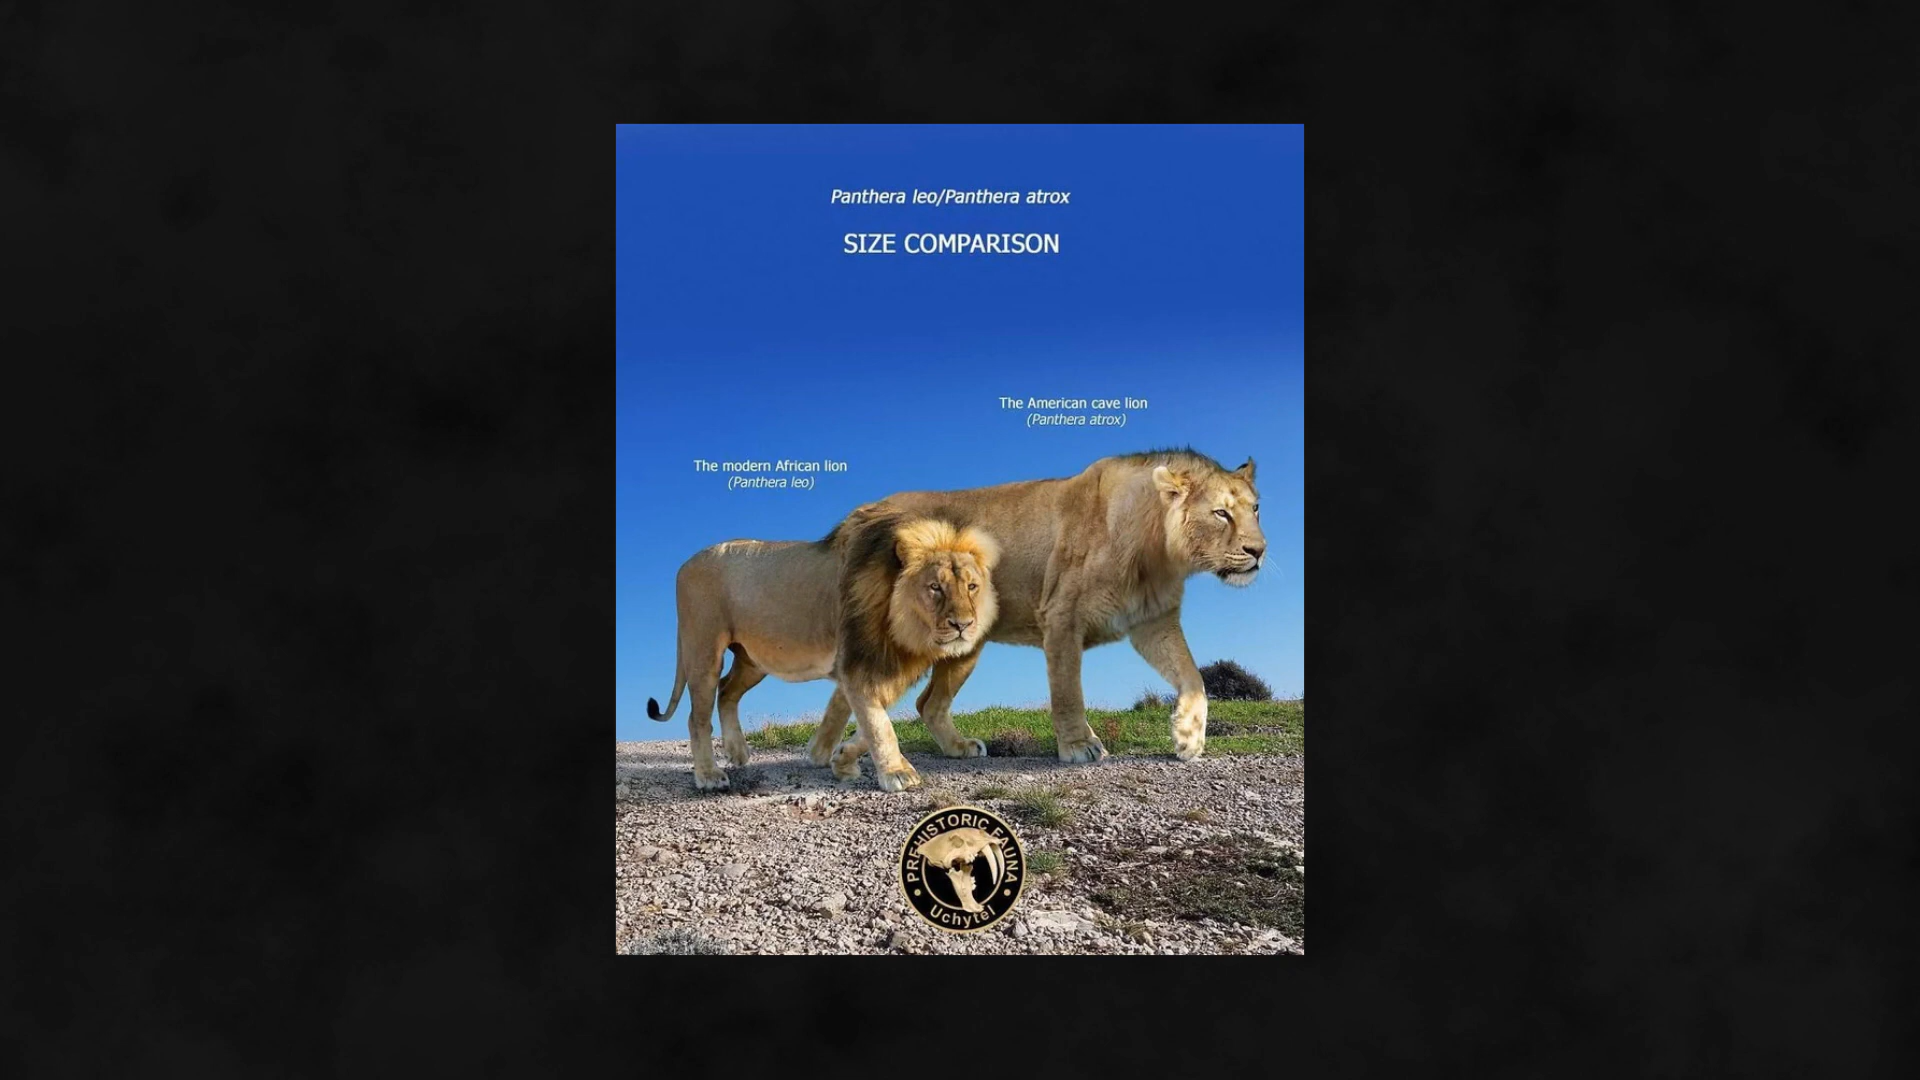 Panthera leo/Panthera atrox
SIZE COMPARISON
The American cave lion
(Panthera atrox)
The modern African lion
(Panthera leo)
PREHISTORIC FAUNA
Uchytel